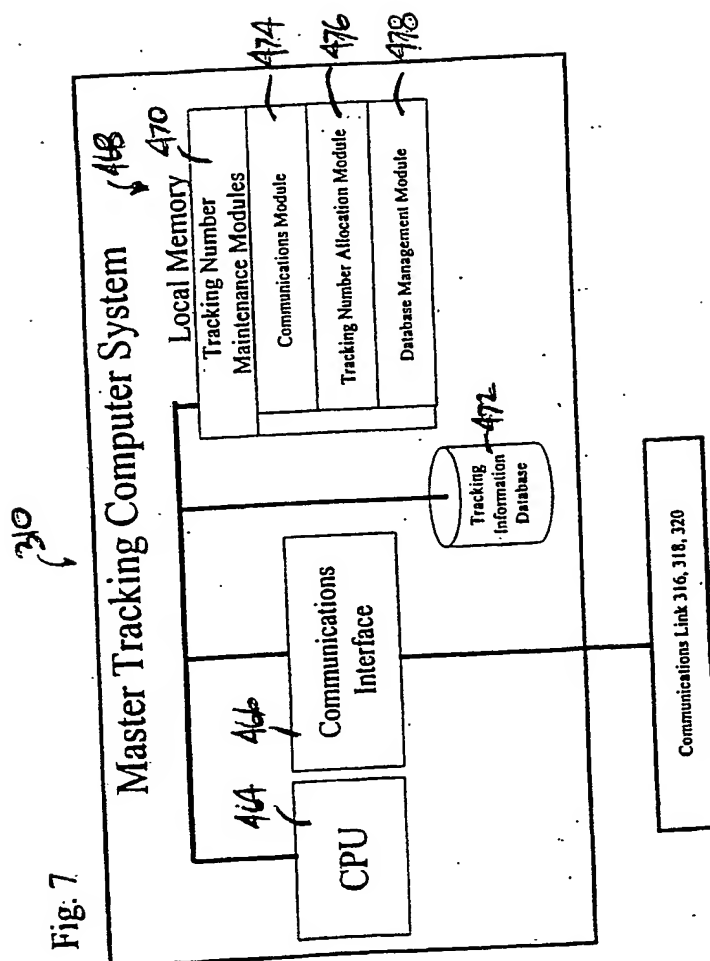 Fig. 7
310
Master Tracking Computer System
468
Local Memory
470
Tracking Number
Maintenance Modules
Communications Module
474
Tracking Number Allocation Module
476
Database Management Module
478
464
CPU
466
Communications
Interface
472
Tracking
Information
Database
Communications Link 316, 318, 320